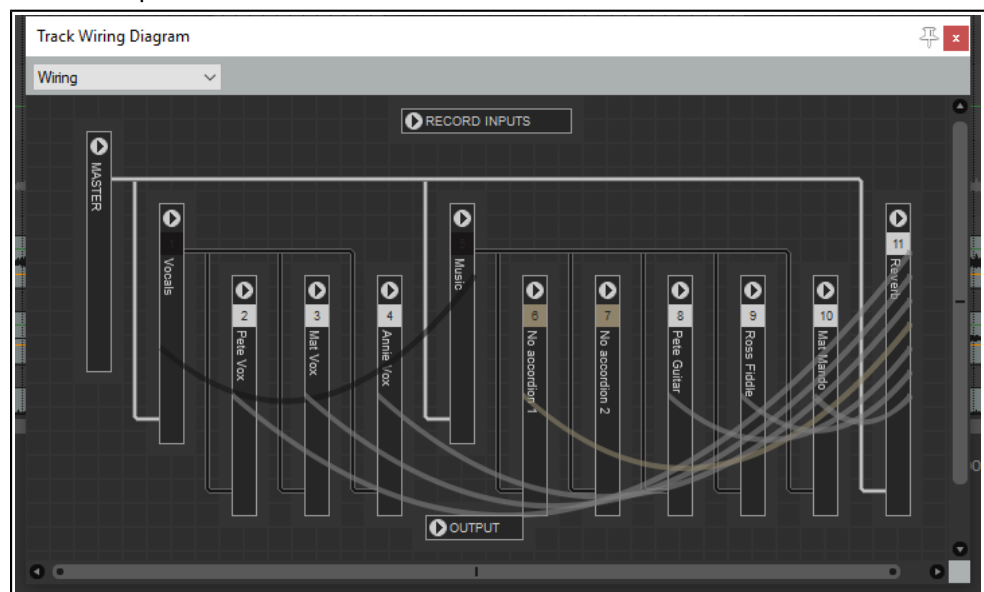 Track Wiring Diagram
x
Wiring
RECORD INPUTS
MASTER
1
Vocals
2
Pete Vox
3
Mat Vox
4
Annie Vox
5
Music
6
No accordion 1
7
No accordion 2
8
Pete Guitar
9
Ross Fiddle
10
Mat Mando
11
Reverb
OUTPUT